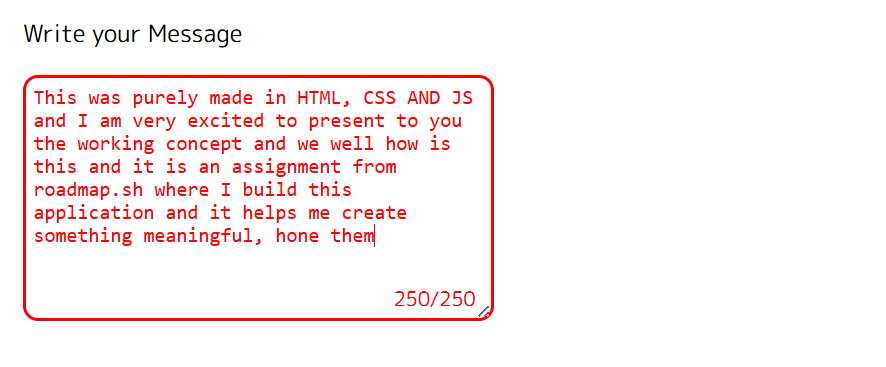 Write your Message
This was purely made in HTML, CSS AND JS
and I am very excited to present to you
the working concept and we well how is
this and it is an assignment from
roadmap.sh where I build this
application and it helps me create
something meaningful, hone them
250/250